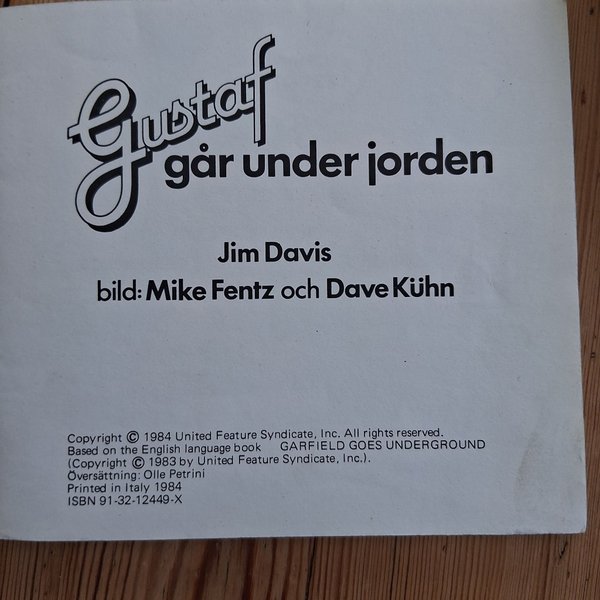 Gustaf
går under jorden
Jim Davis
bild: Mike Fentz och Dave Kühn
Copyright © 1984 United Feature Syndicate, Inc. All rights reserved.
Based on the English language book GARFIELD GOES UNDERGROUND
(Copyright © 1983 by United Feature Syndicate, Inc.).
Översättning: Olle Petrini
Printed in Italy 1984
ISBN 91-32-12449-X